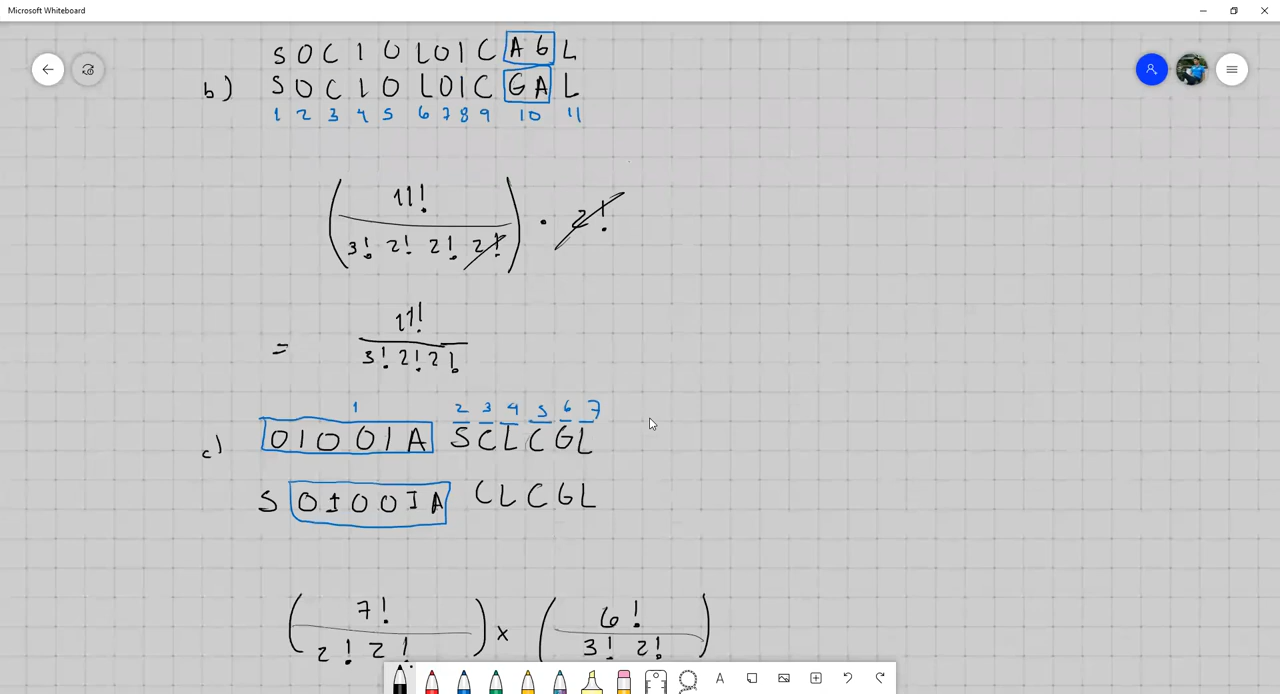 Microsoft Whiteboard
S O C I O L O I C A G L
b) S O C I O L O I C G A L
1 2 3 4 5 6 7 8 9 10 11
( 11! / 3! 2! 2! 2! ) · 2!
= 11! / 3! 2! 2!
1 2 3 4 5 6 7
c) O I O O I A S C L C G L
S O I O O I A C L C G L
( 7! / 2! 2! ) x ( 6! / 3! 2! )
A